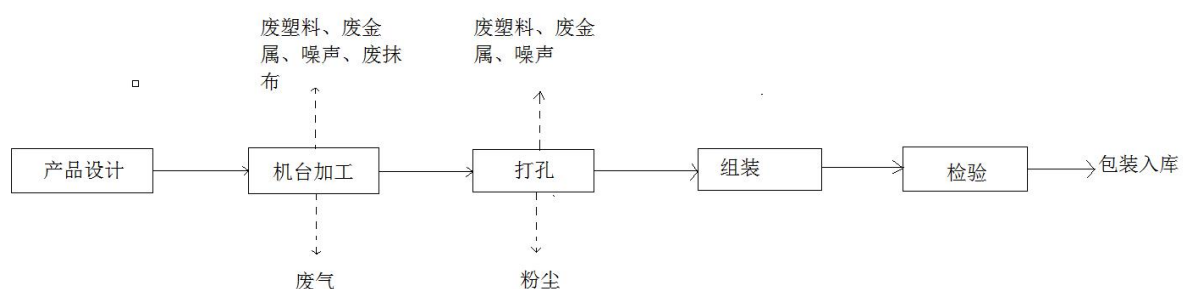 废塑料、废金
属、噪声、废抹
布
废塑料、废金
属、噪声
产品设计
机台加工
打孔
组装
检验
包装入库
废气
粉尘